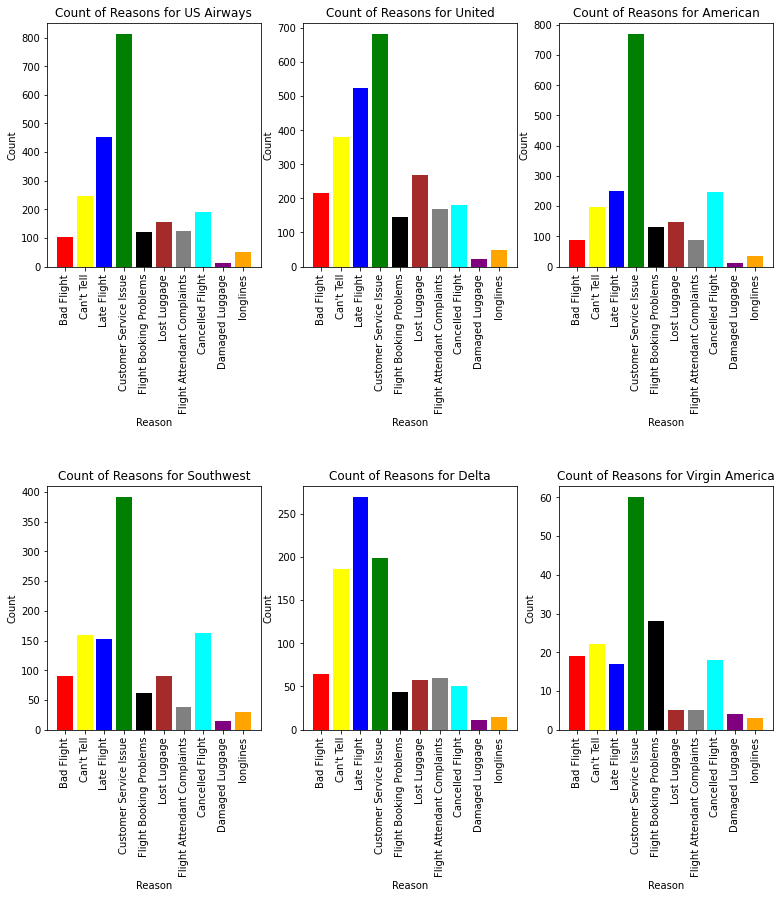 Count of Reasons for US Airways
Count
800
700
600
500
400
300
200
100
0
Bad Flight
Can't Tell
Late Flight
Customer Service Issue
Flight Booking Problems
Lost Luggage
Flight Attendant Complaints
Cancelled Flight
Damaged Luggage
longlines
Reason
Count of Reasons for United
Count
700
600
500
400
300
200
100
0
Bad Flight
Can't Tell
Late Flight
Customer Service Issue
Flight Booking Problems
Lost Luggage
Flight Attendant Complaints
Cancelled Flight
Damaged Luggage
longlines
Reason
Count of Reasons for American
Count
800
700
600
500
400
300
200
100
0
Bad Flight
Can't Tell
Late Flight
Customer Service Issue
Flight Booking Problems
Lost Luggage
Flight Attendant Complaints
Cancelled Flight
Damaged Luggage
longlines
Reason
Count of Reasons for Southwest
Count
400
350
300
250
200
150
100
50
0
Bad Flight
Can't Tell
Late Flight
Customer Service Issue
Flight Booking Problems
Lost Luggage
Flight Attendant Complaints
Cancelled Flight
Damaged Luggage
longlines
Reason
Count of Reasons for Delta
Count
250
200
150
100
50
0
Bad Flight
Can't Tell
Late Flight
Customer Service Issue
Flight Booking Problems
Lost Luggage
Flight Attendant Complaints
Cancelled Flight
Damaged Luggage
longlines
Reason
Count of Reasons for Virgin America
Count
60
50
40
30
20
10
0
Bad Flight
Can't Tell
Late Flight
Customer Service Issue
Flight Booking Problems
Lost Luggage
Flight Attendant Complaints
Cancelled Flight
Damaged Luggage
longlines
Reason